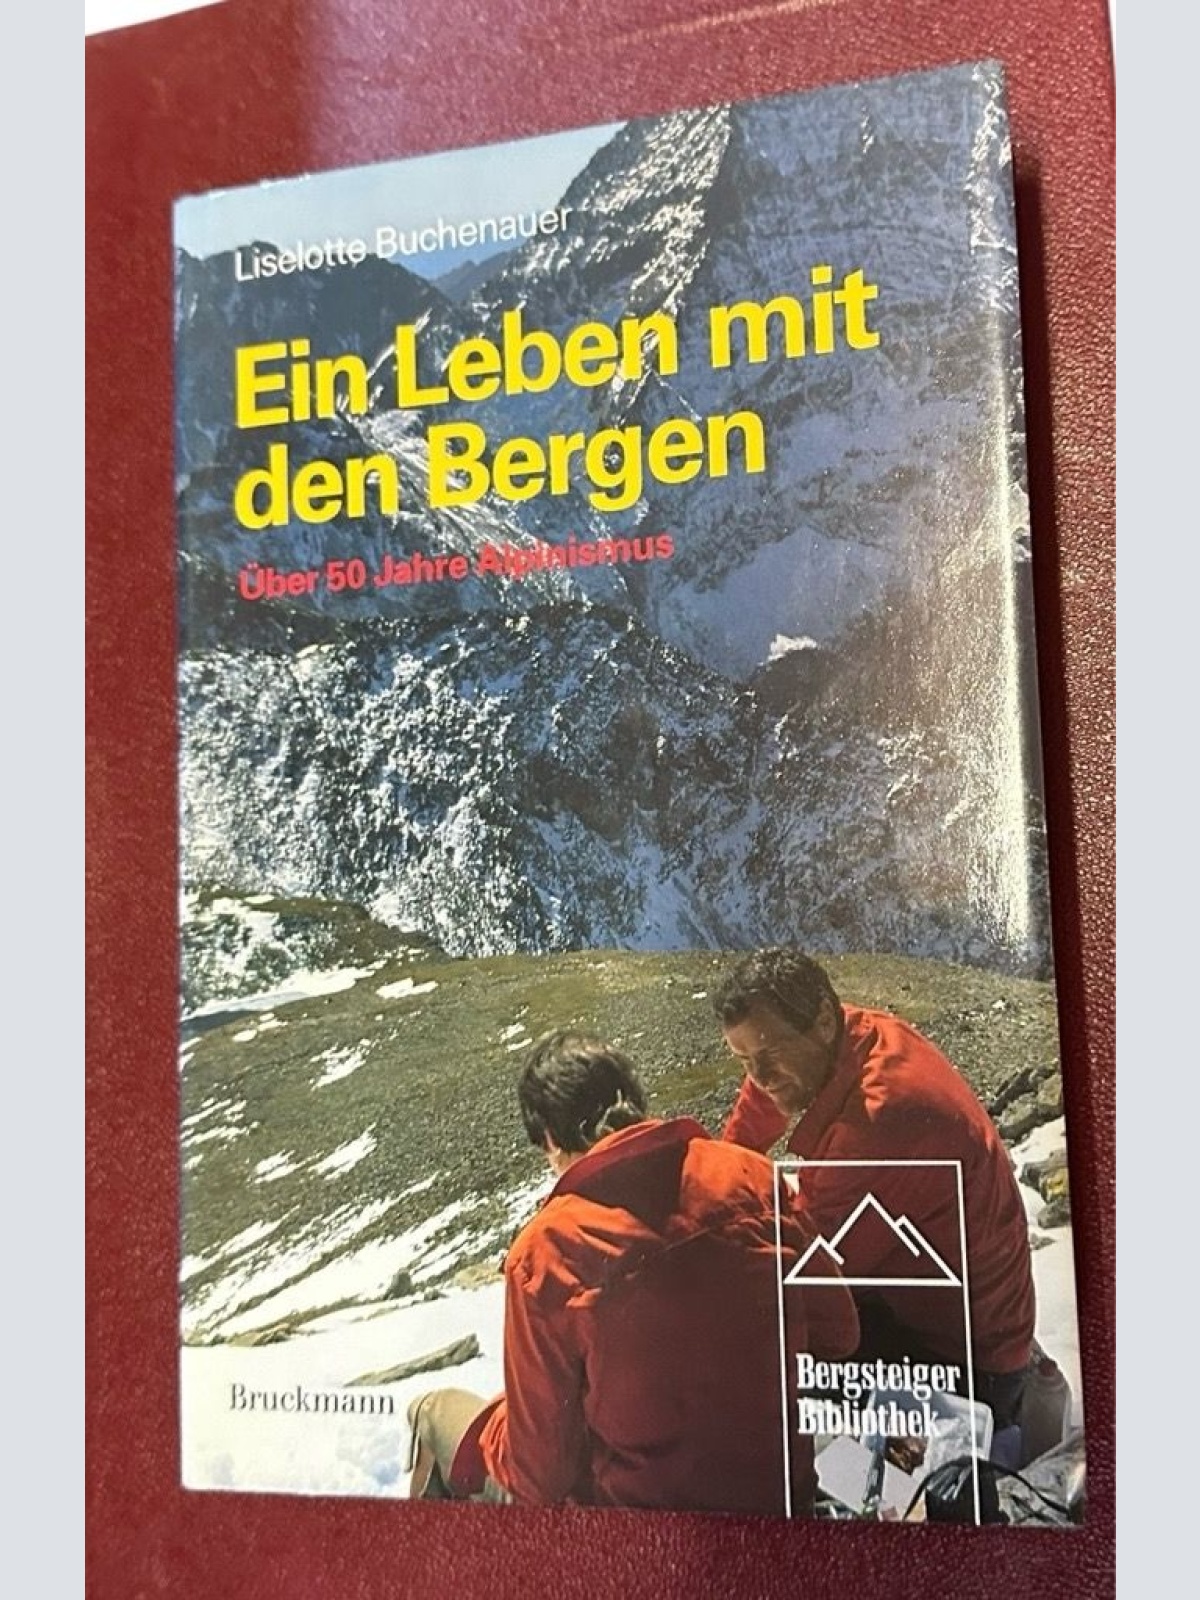 Liselotte Buchenauer
Ein Leben mit
den Bergen
Über 50 Jahre Alpinismus
Bruckmann
Bergsteiger
Bibliothek